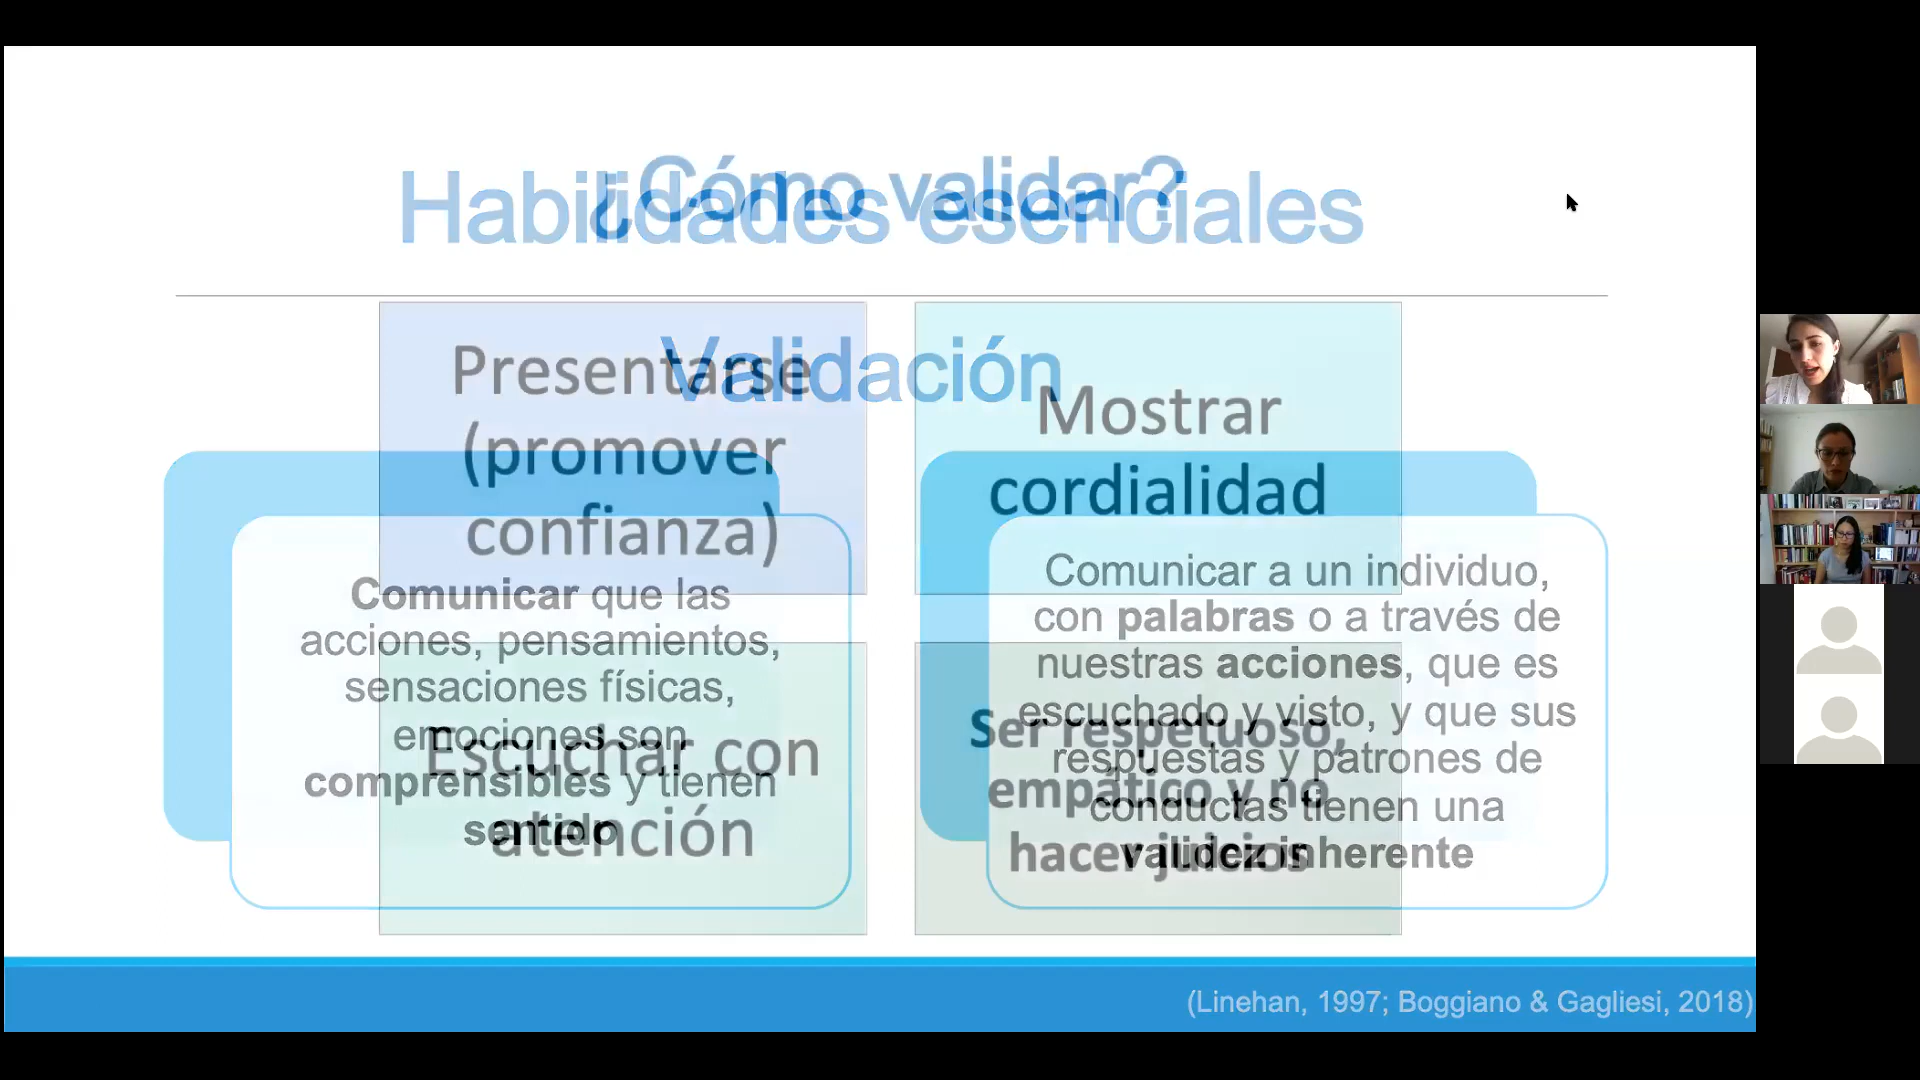 Habilidades esenciales
Validación
Comunicar que las
acciones, pensamientos,
sensaciones físicas,
emociones son
comprensibles y tienen
sentido
Comunicar a un individuo,
con palabras o a través de
nuestras acciones, que es
escuchado y visto, y que sus
respuestas y patrones de
conductas tienen una
validez inherente
(Linehan, 1997; Boggiano & Gagliesi, 2018)
¿Cómo validar?
Presentarse
(promover
confianza)
Mostrar
cordialidad
Escuchar con
atención
Ser respetuoso,
empático y no
hacer juicios